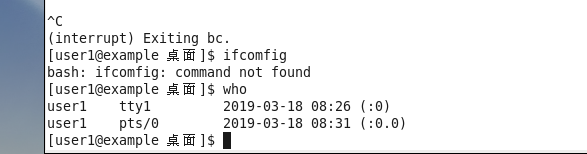 ^C
(interrupt) Exiting bc.
[user1@example 桌面]$ ifcomfig
bash: ifcomfig: command not found
[user1@example 桌面]$ who
user1    tty1         2019-03-18 08:26 (:0)
user1    pts/0        2019-03-18 08:31 (:0.0)
[user1@example 桌面]$